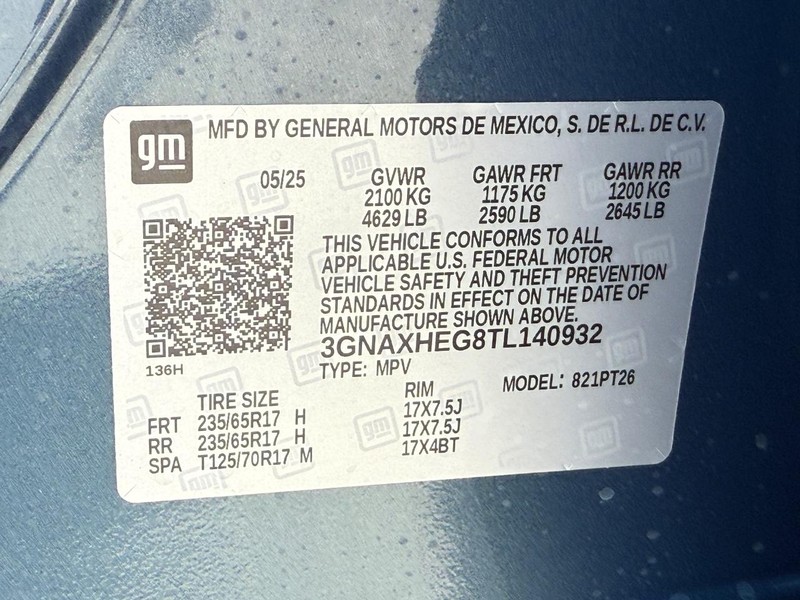 gm
MFD BY GENERAL MOTORS DE MEXICO, S. DE R.L. DE C.V.
05/25
GVWR GAWR FRT GAWR RR
2100 KG 1175 KG 1200 KG
4629 LB 2590 LB 2645 LB
THIS VEHICLE CONFORMS TO ALL
APPLICABLE U.S. FEDERAL MOTOR
VEHICLE SAFETY AND THEFT PREVENTION
STANDARDS IN EFFECT ON THE DATE OF
MANUFACTURE SHOWN ABOVE.
3GNAXHEG8TL140932
136H
TYPE: MPV MODEL: 821PT26
TIRE SIZE RIM
FRT 235/65R17 H 17X7.5J
RR 235/65R17 H 17X7.5J
SPA T125/70R17 M 17X4BT